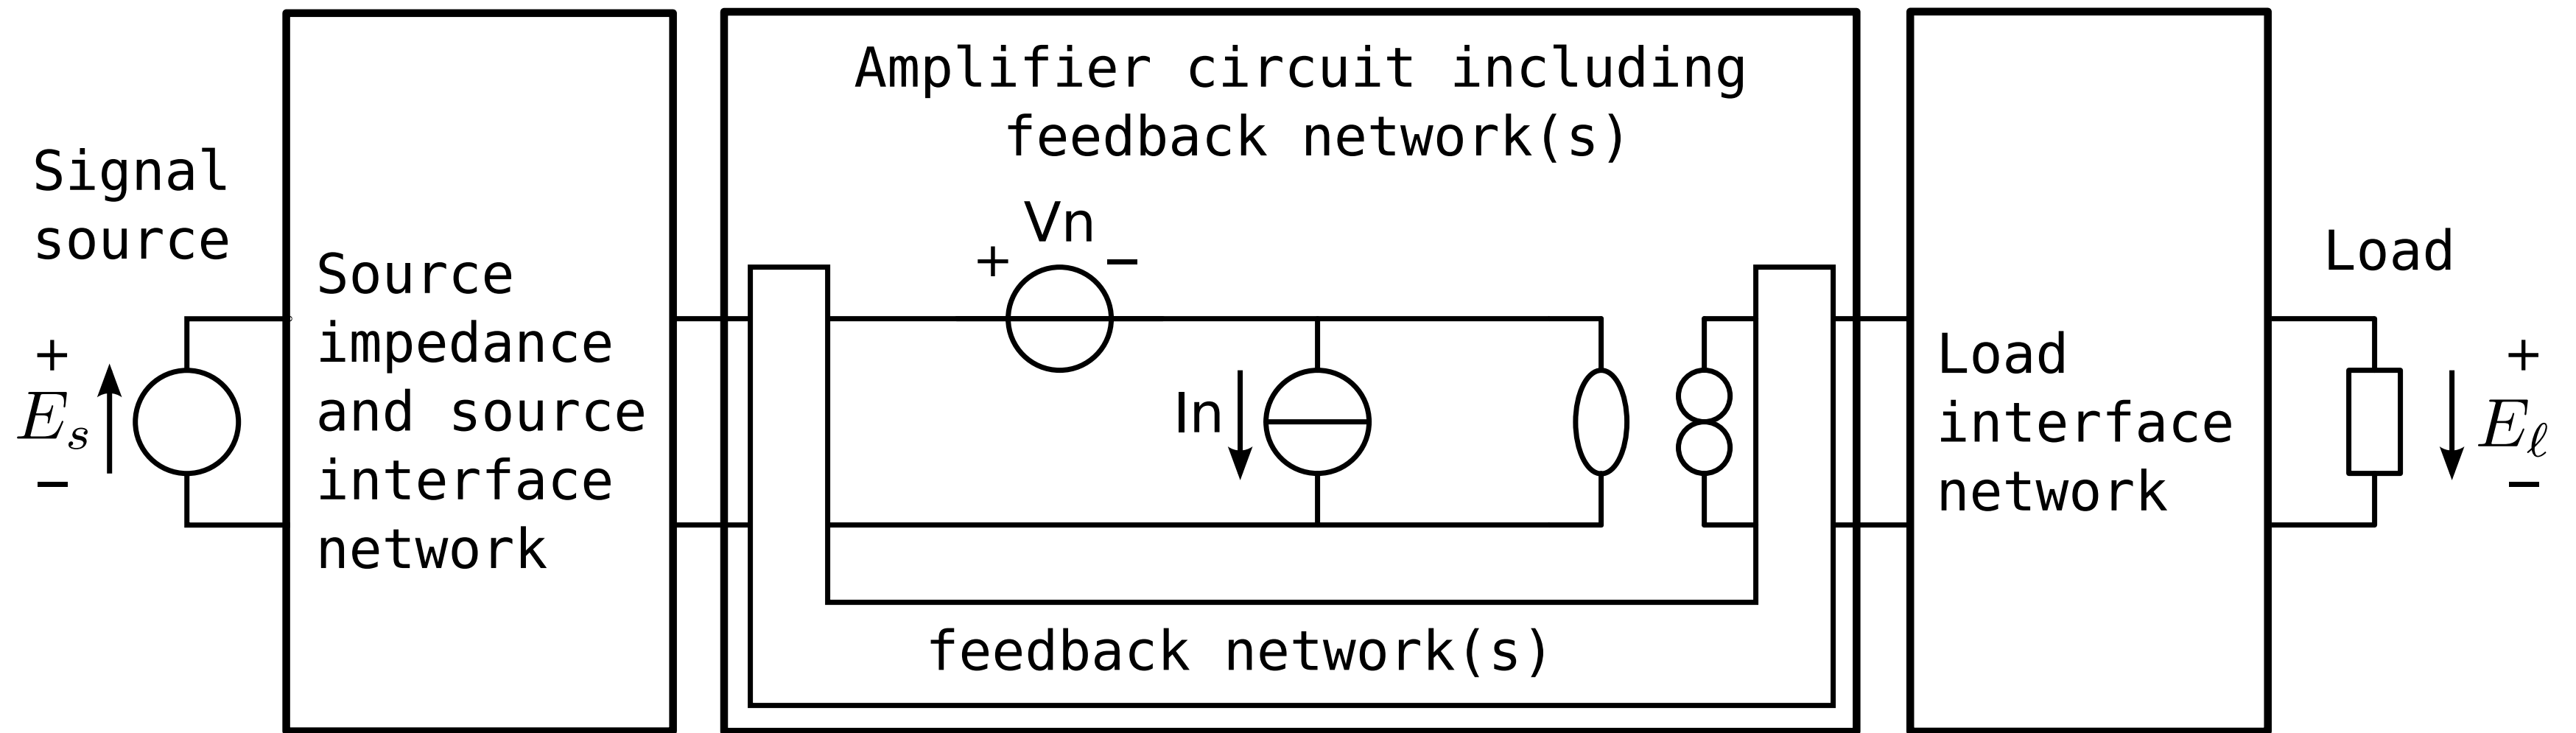 Signal
source
+
E_s
−
Source
impedance
and source
interface
network
Amplifier circuit including
feedback network(s)
Vn
+ −
In
feedback network(s)
Load
interface
network
Load
+
E_ℓ
−